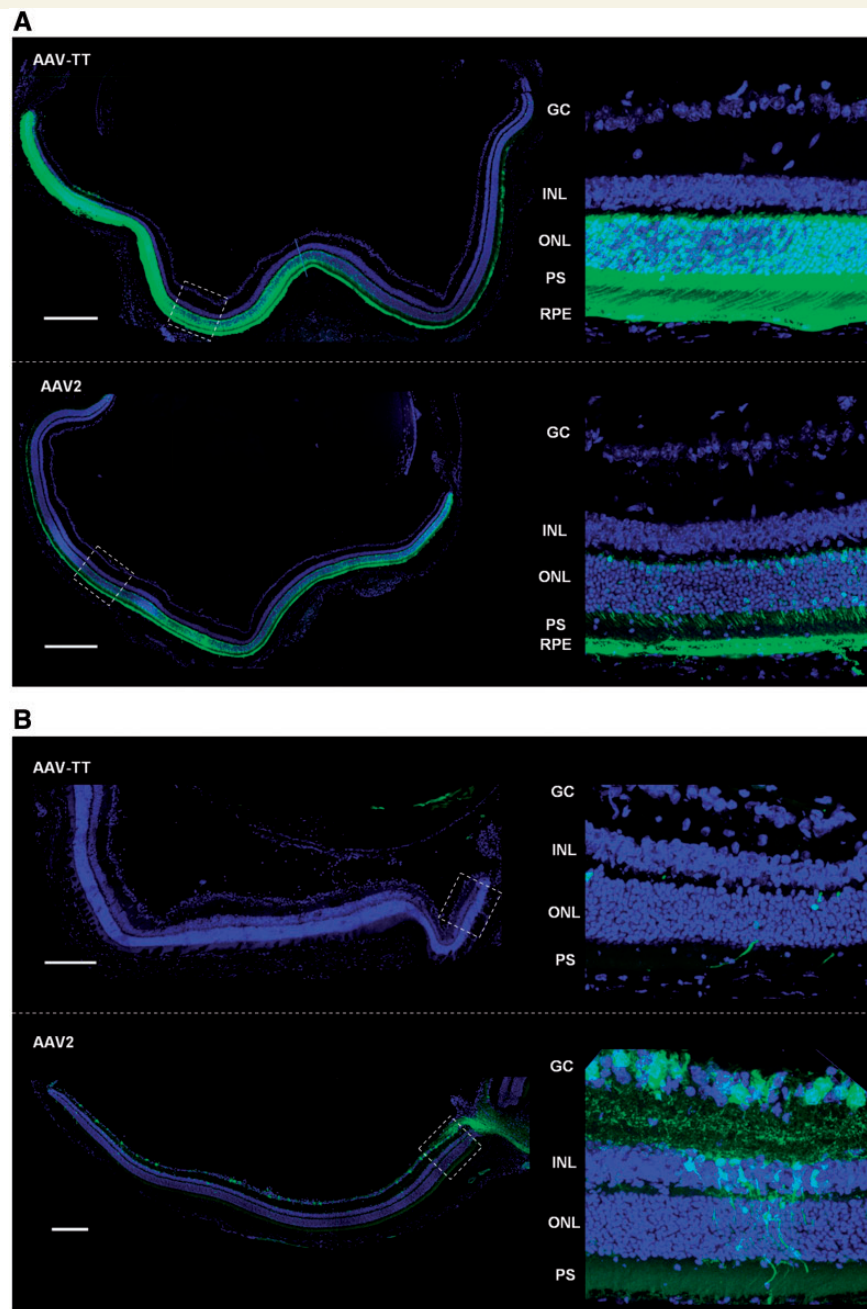 A
AAV-TT
GC
INL
ONL
PS
RPE
AAV2
GC
INL
ONL
PS
RPE
B
AAV-TT
GC
INL
ONL
PS
AAV2
GC
INL
ONL
PS